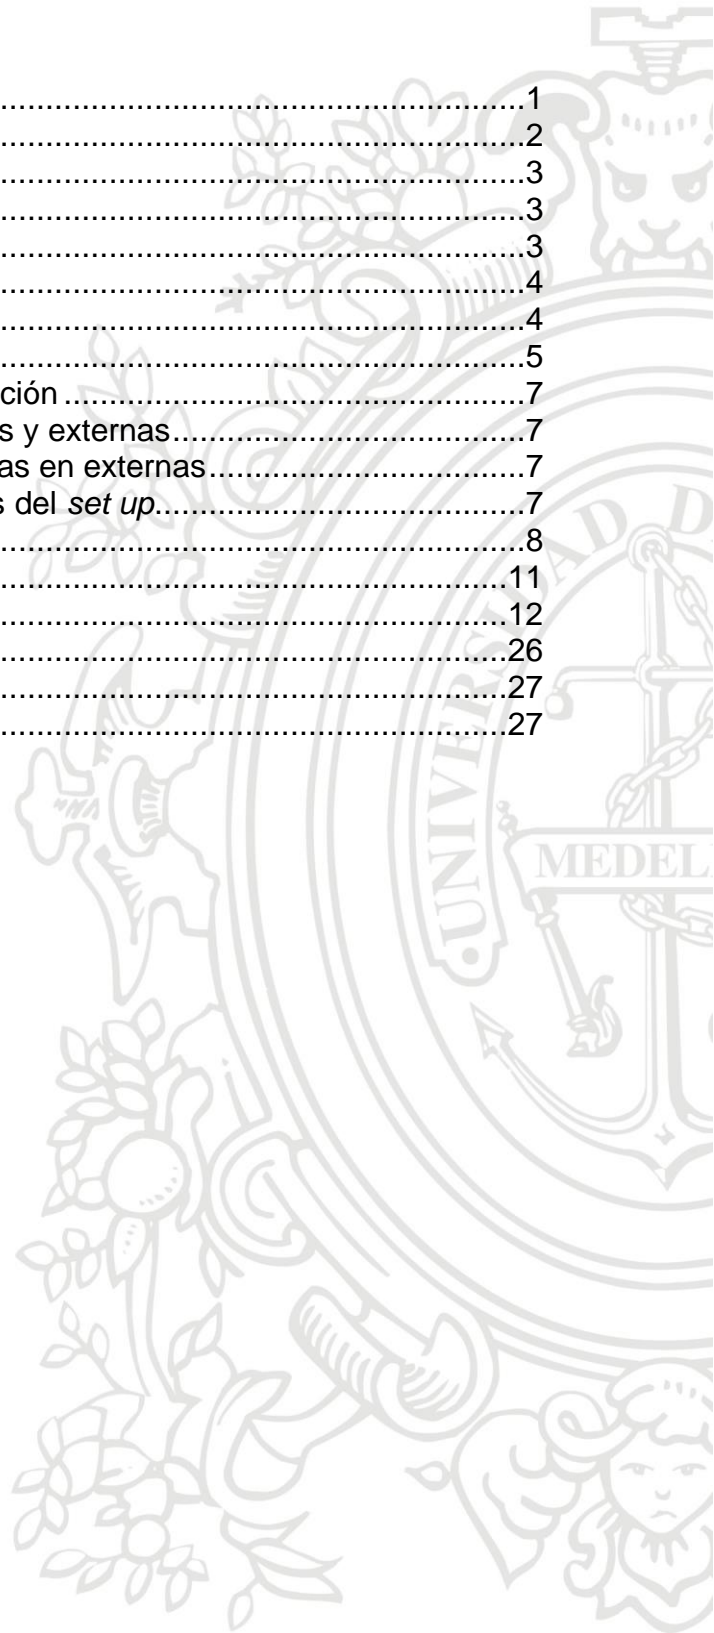 ........................................................................1
........................................................................2
........................................................................3
........................................................................3
........................................................................3
........................................................................4
........................................................................4
........................................................................5
ción ...............................................................7
s y externas................................................7
as en externas...........................................7
s del set up.................................................7
........................................................................8
......................................................................11
......................................................................12
......................................................................26
......................................................................27
......................................................................27
UNIVERSIDAD D
MEDEL